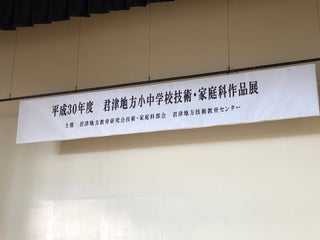 平成30年度 君津地方小中学校技術・家庭科作品展
主催 君津地方教育研究会技術・家庭科部会 君津地方技術教育センター